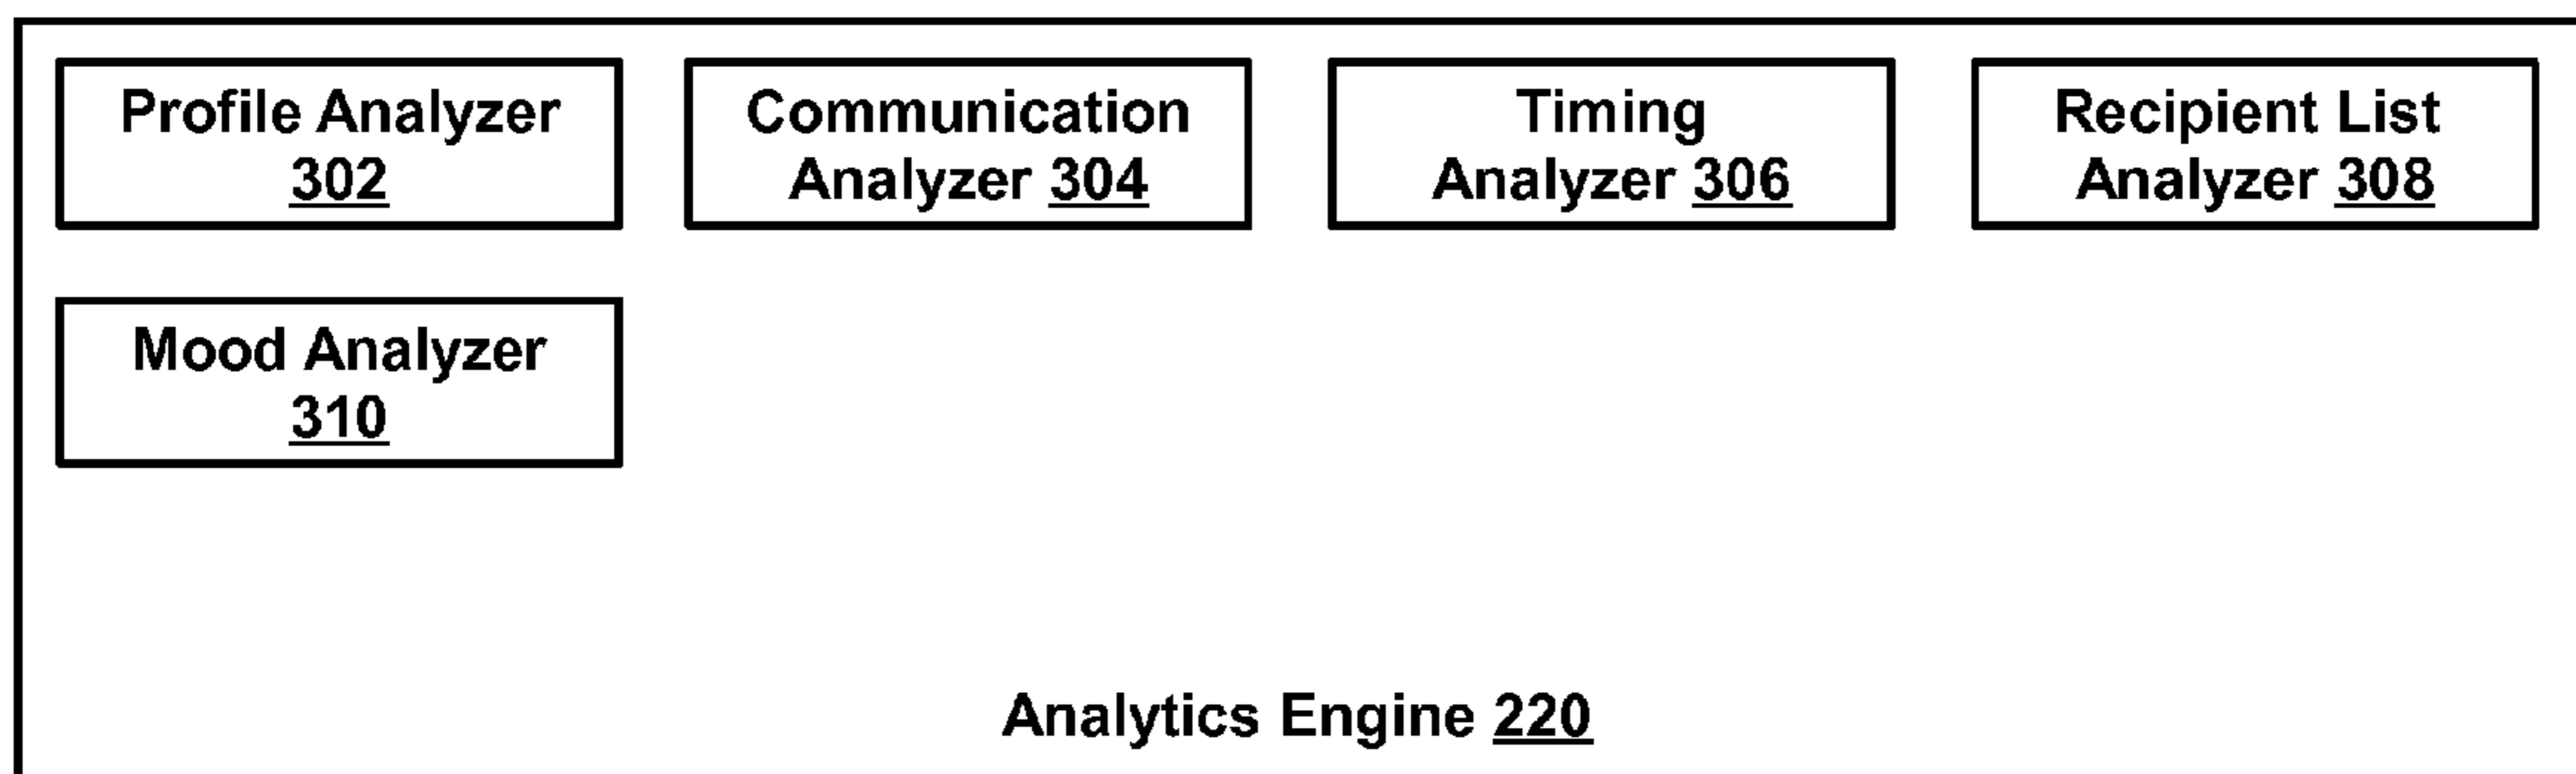 Profile Analyzer
302
Communication
Analyzer 304
Timing
Analyzer 306
Recipient List
Analyzer 308
Mood Analyzer
310
Analytics Engine 220